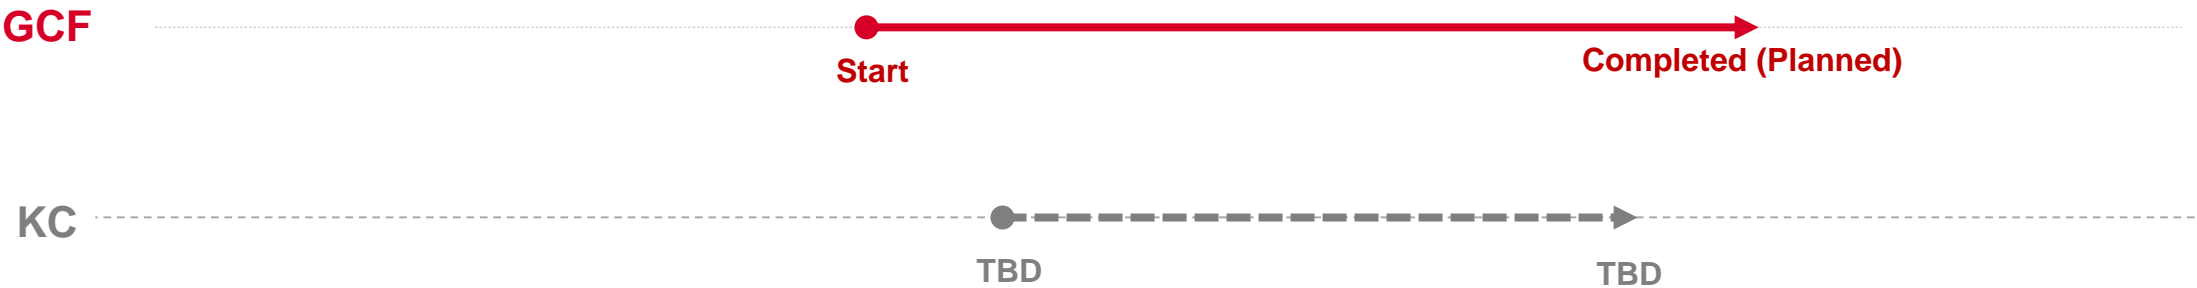 GCF
Start
Completed (Planned)
KC
TBD
TBD